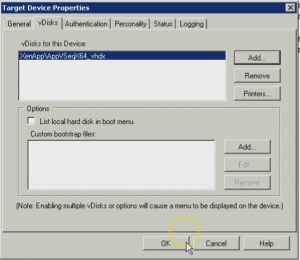 Target Device Properties
General vDisks Authentication Personality Status Logging
vDisks for this Device:
XenApp\AppVSeqX64_vhdx
Add...
Remove
Printers...
Options
List local hard disk in boot menu
Custom bootstrap files:
Add...
Edit...
Remove
(Note: Enabling multiple vDisks or options will cause a menu to be displayed on the device.)
OK Cancel Help